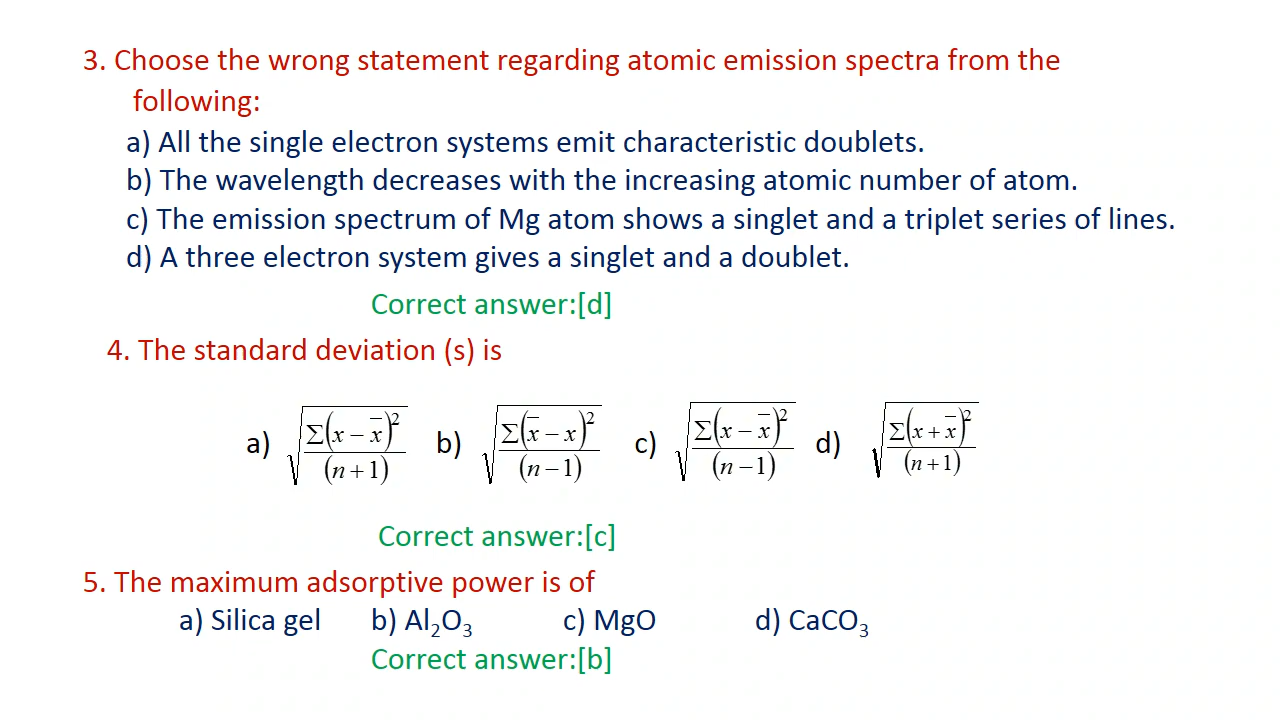 3. Choose the wrong statement regarding atomic emission spectra from the
following:
a) All the single electron systems emit characteristic doublets.
b) The wavelength decreases with the increasing atomic number of atom.
c) The emission spectrum of Mg atom shows a singlet and a triplet series of lines.
d) A three electron system gives a singlet and a doublet.
Correct answer:[d]
4. The standard deviation (s) is
a) √(Σ(x − x̅)²/(n + 1)) b) √(Σ(x̅ − x)²/(n − 1)) c) √(Σ(x − x̅)²/(n − 1)) d) √(Σ(x + x̅)²/(n + 1))
Correct answer:[c]
5. The maximum adsorptive power is of
a) Silica gel b) Al₂O₃ c) MgO d) CaCO₃
Correct answer:[b]